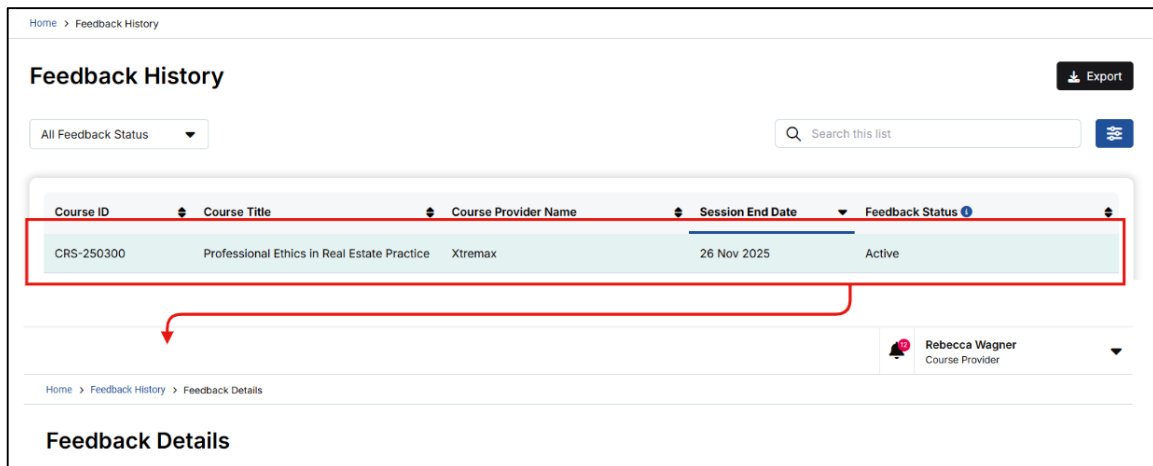 Home > Feedback History
Feedback History
Export
All Feedback Status
Search this list
Course ID Course Title Course Provider Name Session End Date Feedback Status
CRS-250300 Professional Ethics in Real Estate Practice Xtremax 26 Nov 2025 Active
12
Rebecca Wagner
Course Provider
Home > Feedback History > Feedback Details
Feedback Details